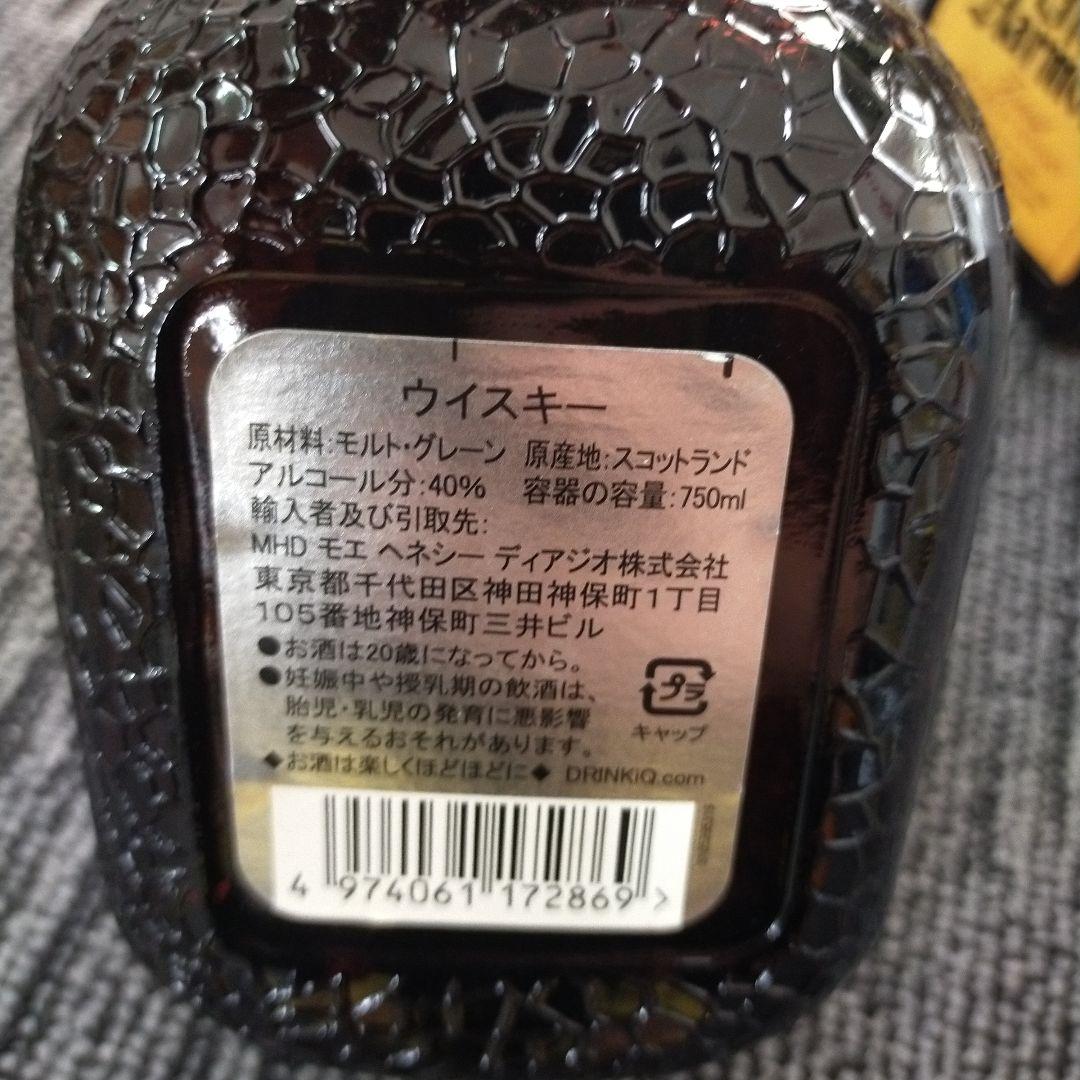 ウイスキー
原材料:モルト・グレーン 原産地:スコットランド
アルコール分:40% 容器の容量:750ml
輸入者及び引取先:
MHD モエ ヘネシー ディアジオ株式会社
東京都千代田区神田神保町1丁目
105番地神保町三井ビル
●お酒は20歳になってから。
●妊娠中や授乳期の飲酒は、
胎児・乳児の発育に悪影響
を与えるおそれがあります。
プラ
キャップ
◆お酒は楽しくほどほどに◆ DRINKiQ.com
4 974061 172869 >